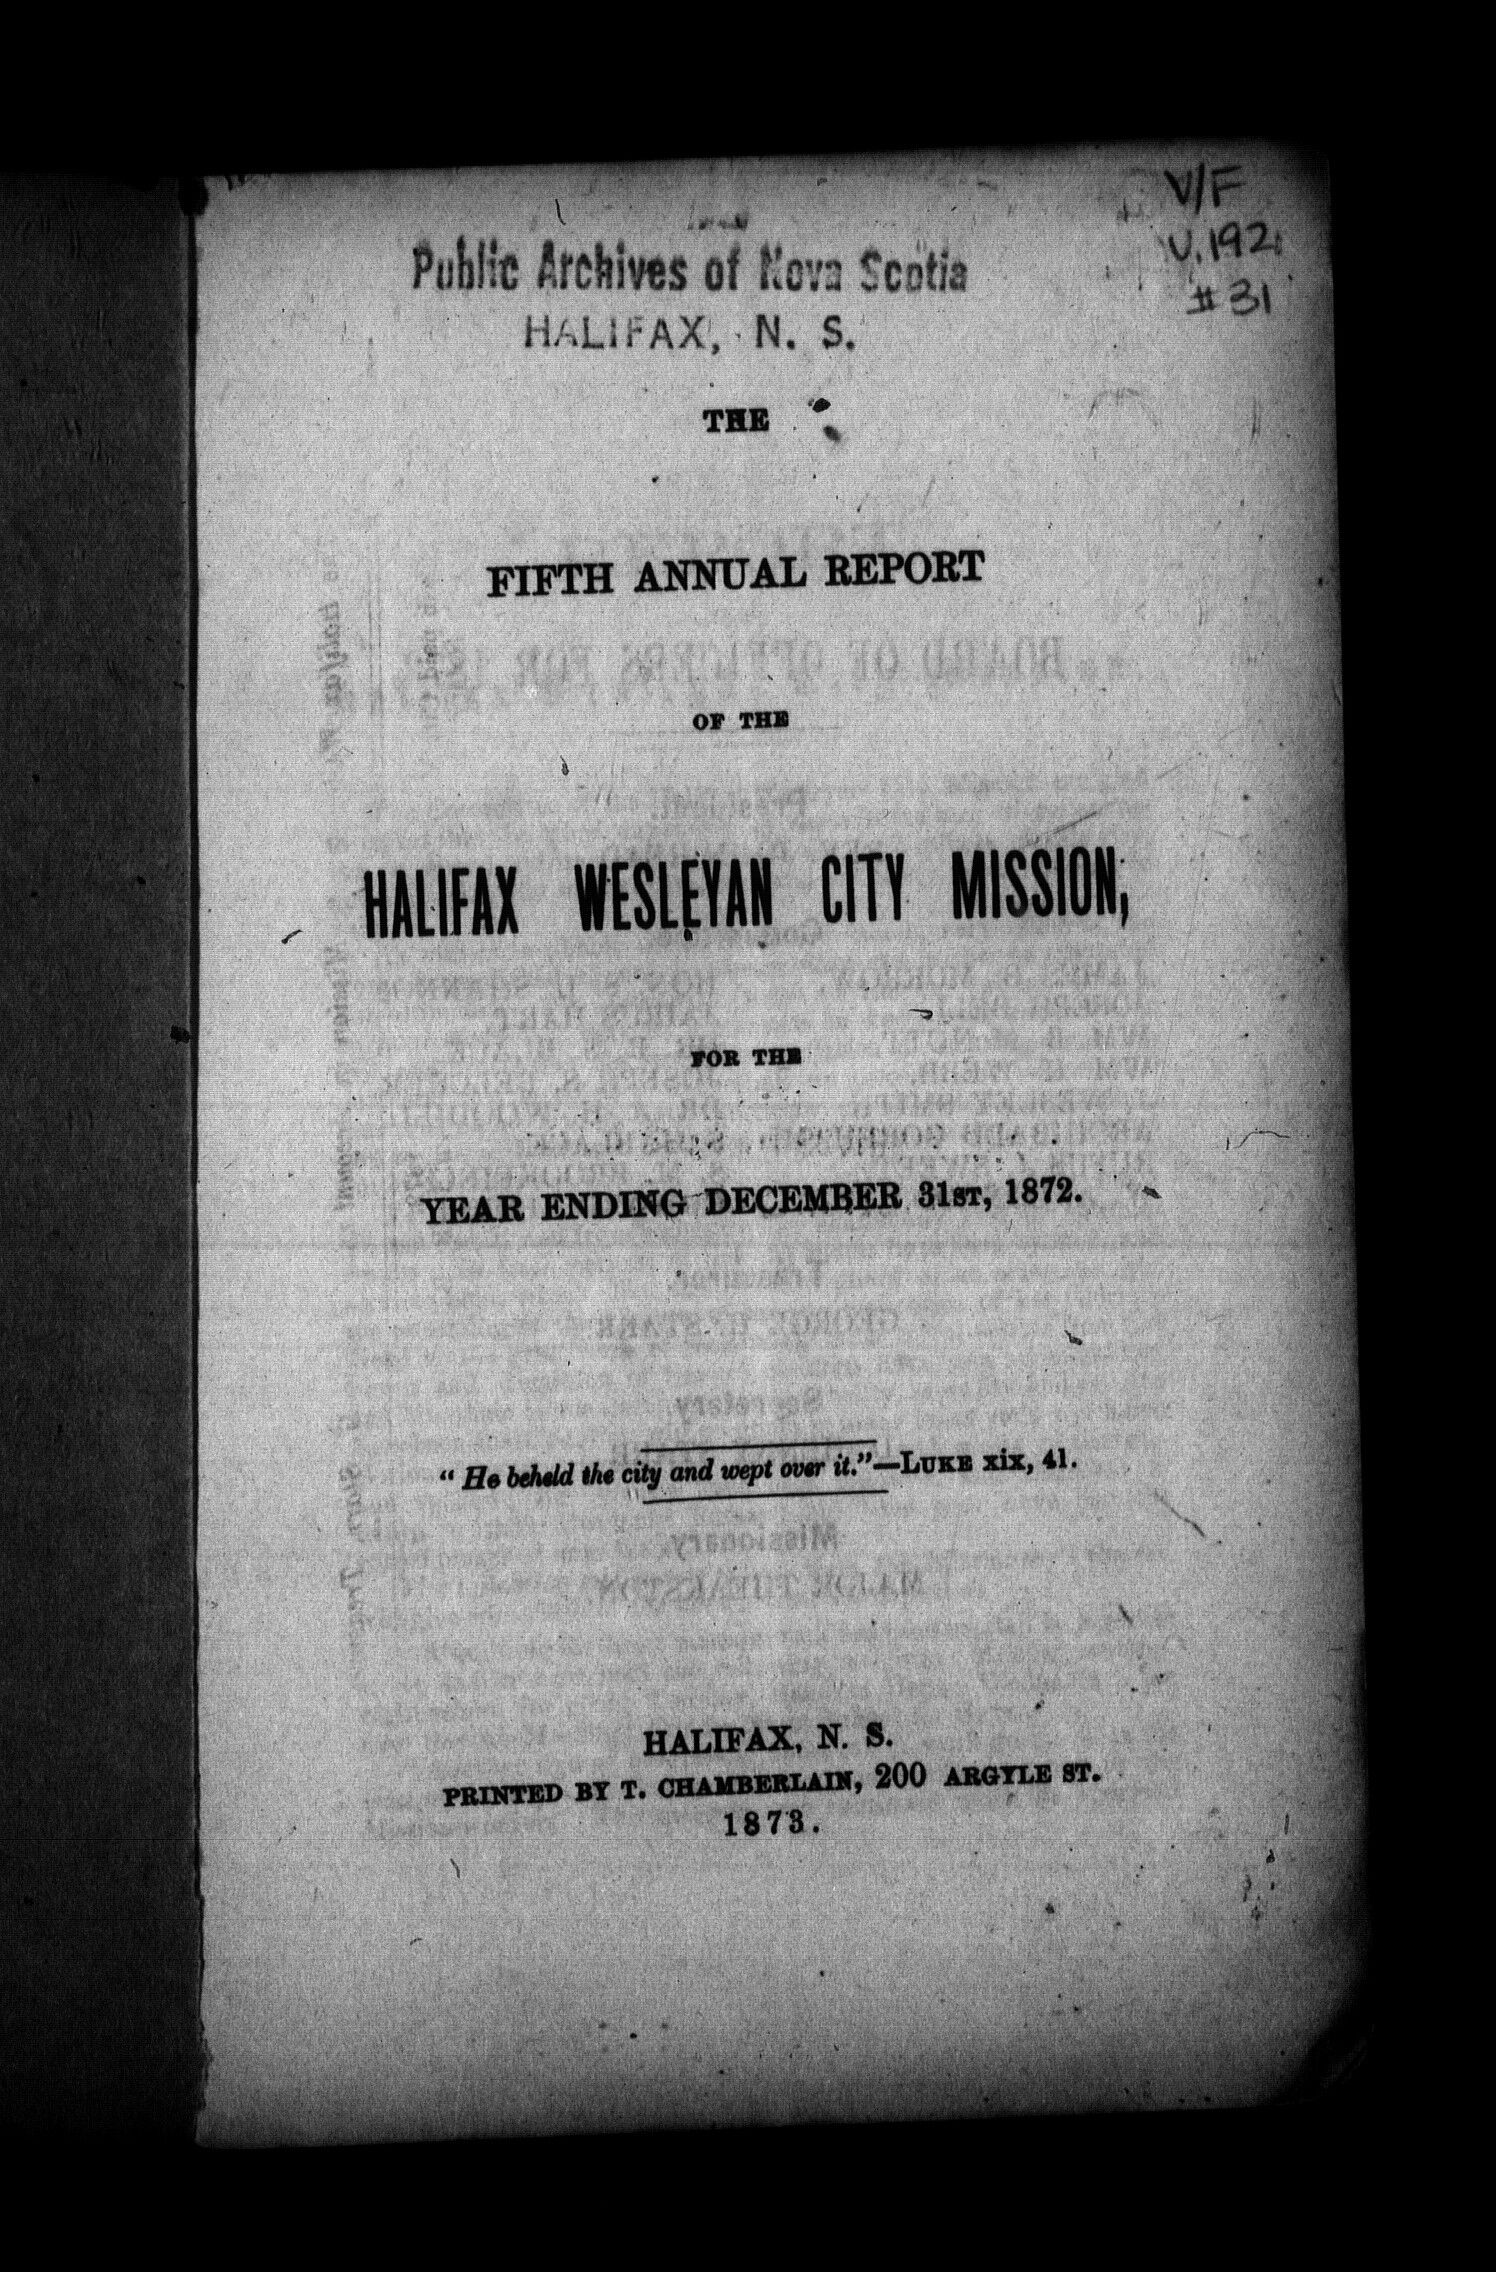 V/F
V.192
#31
Public Archives of Nova Scotia
HALIFAX, N. S.
THE
FIFTH ANNUAL REPORT
OF THE
HALIFAX WESLEYAN CITY MISSION,
FOR THE
YEAR ENDING DECEMBER 31ST, 1872.
"He beheld the city and wept over it."—LUKE xix, 41.
HALIFAX, N. S.
PRINTED BY T. CHAMBERLAIN, 200 ARGYLE ST.
1873.